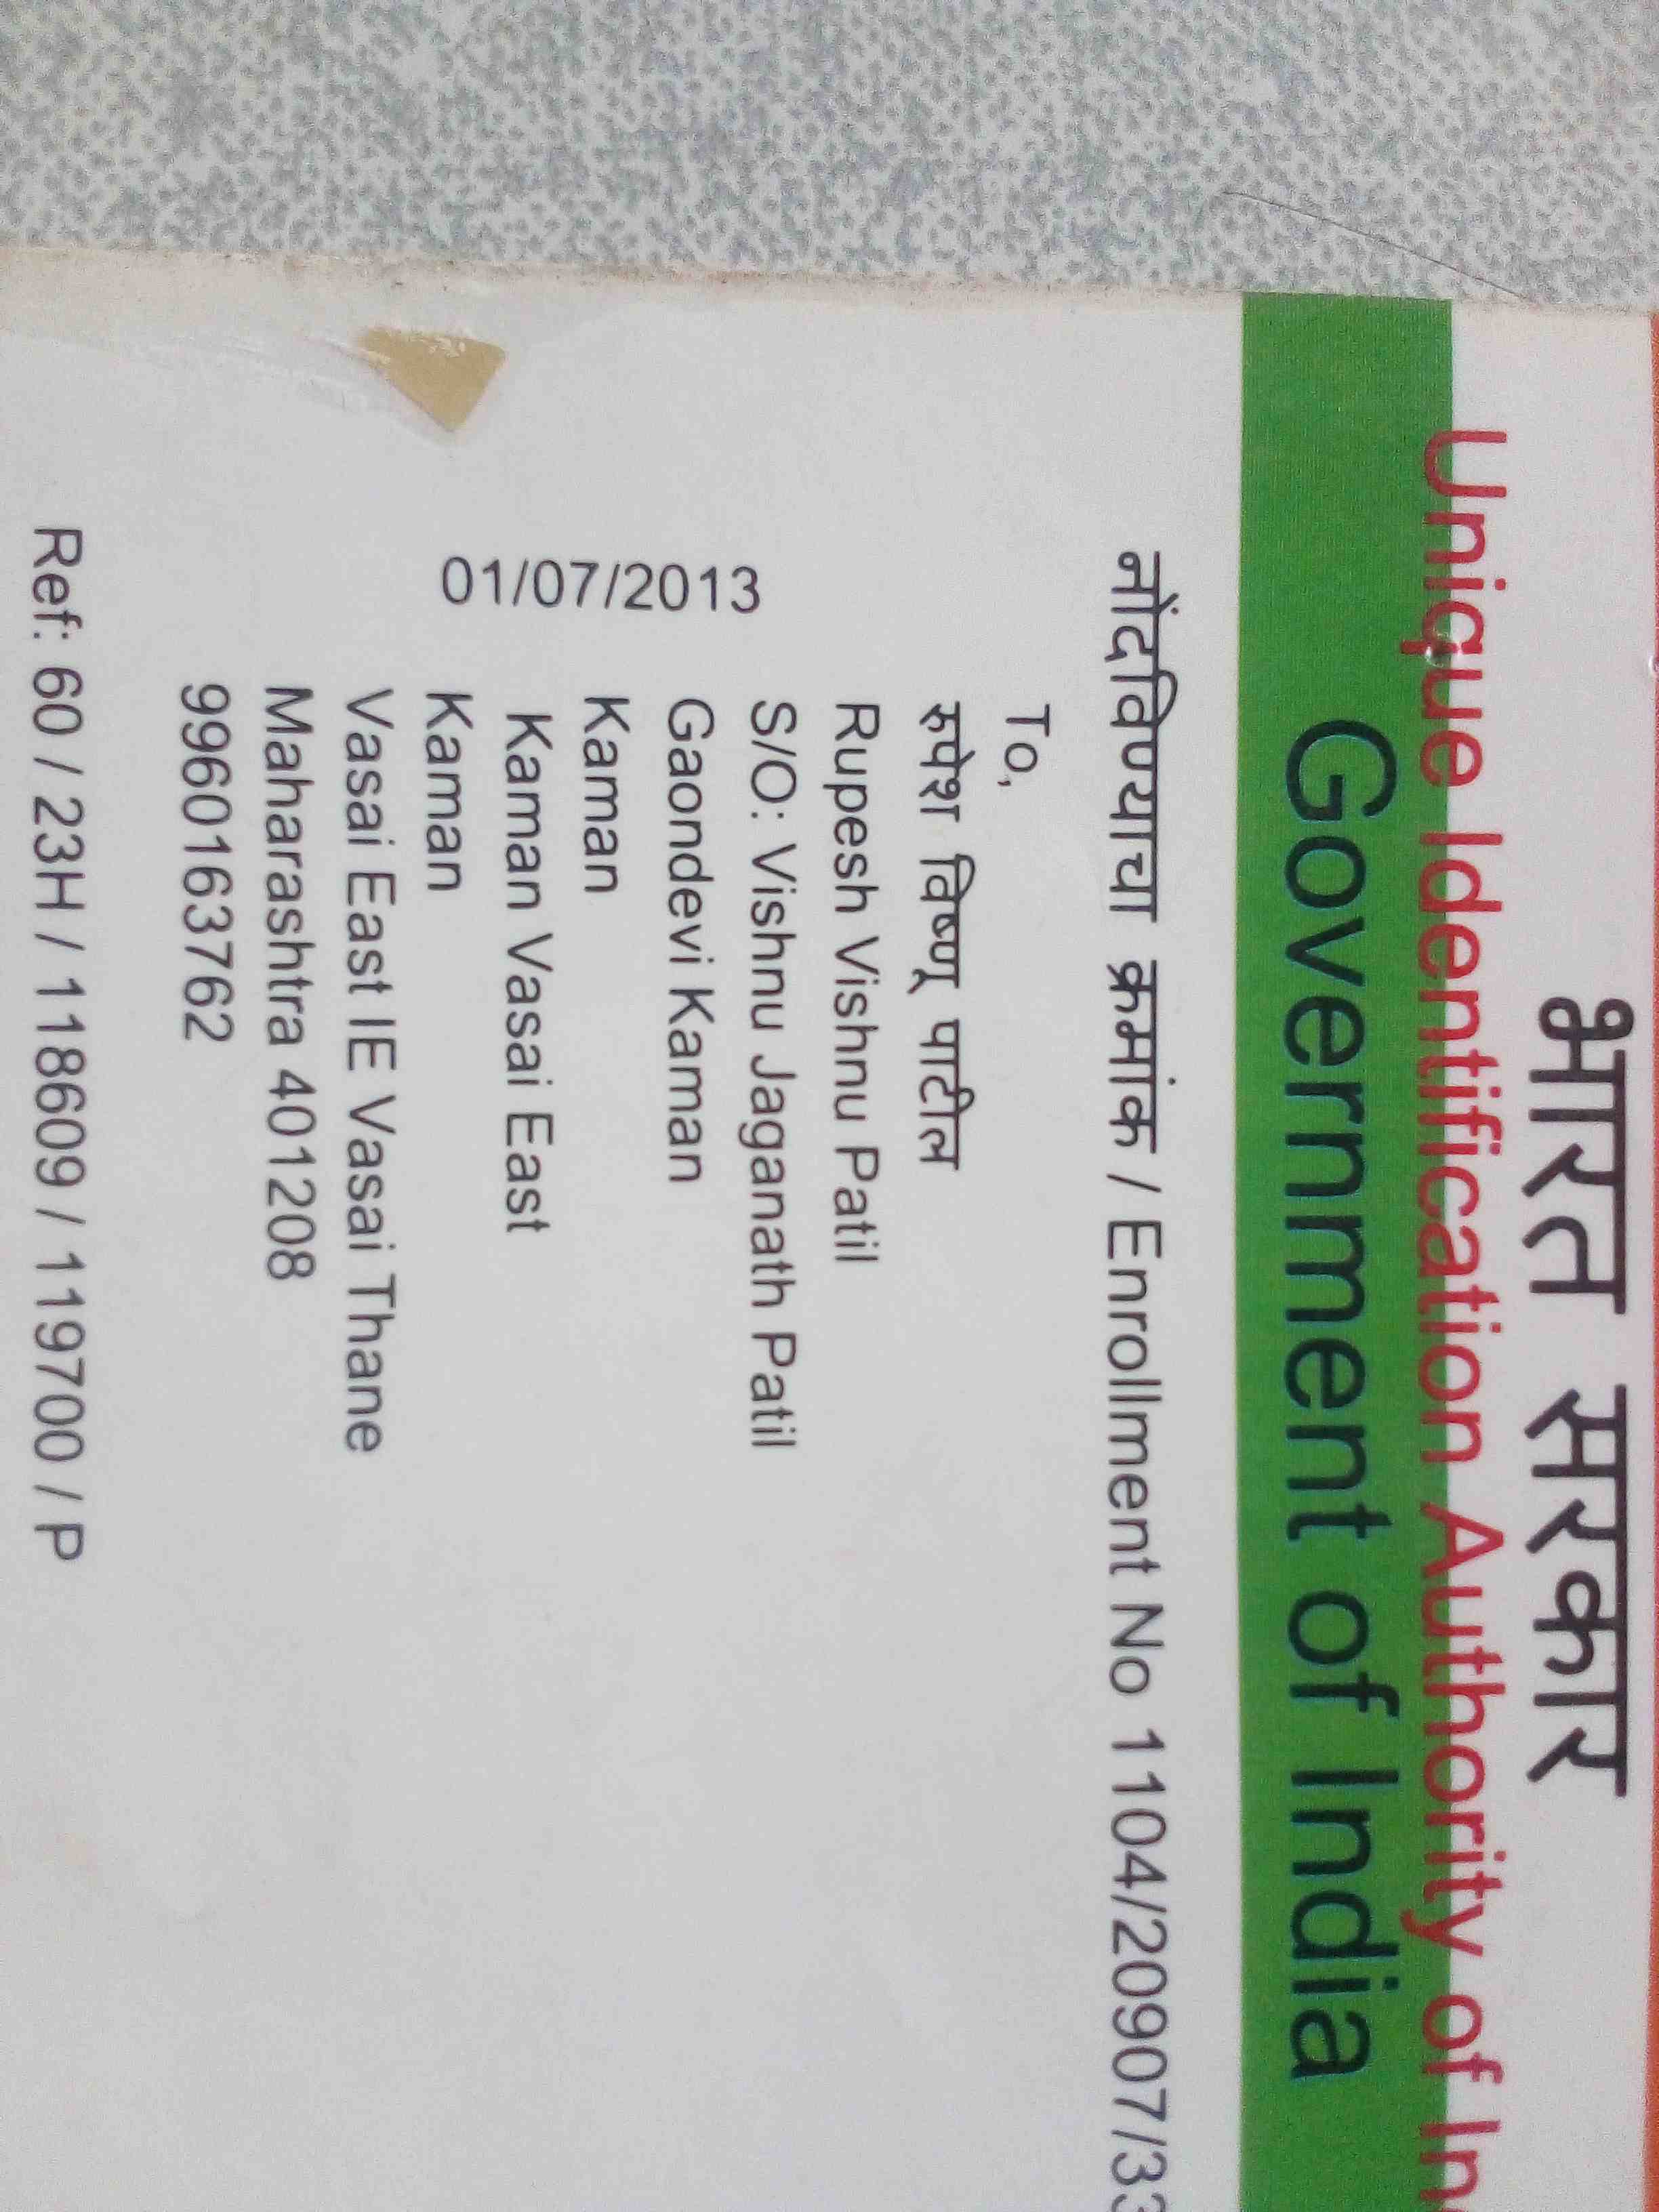 भारत सरकार
Unique Identification Authority of In
Government of India
नोंदविण्याचा क्रमांक / Enrollment No 1104/20907/33
To,
रुपेश विष्णू पाटील
Rupesh Vishnu Patil
S/O: Vishnu Jaganath Patil
Gaondevi Kaman
Kaman
Kaman Vasai East
Kaman
Vasai East IE Vasai Thane
Maharashtra 401208
9960163762
01/07/2013
Ref: 60 / 23H / 118609 / 119700 / P